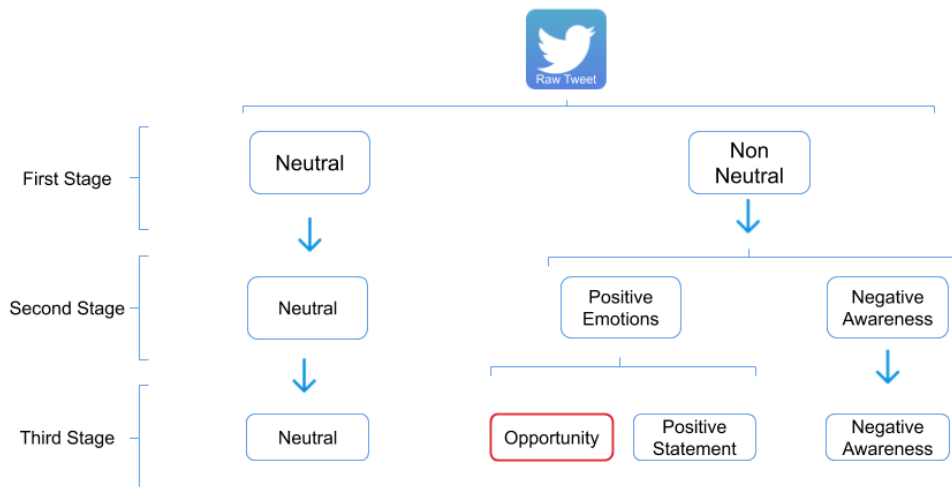 Raw Tweet
First Stage
Neutral
Non
Neutral
Second Stage
Neutral
Positive
Emotions
Negative
Awareness
Third Stage
Neutral
Opportunity
Positive
Statement
Negative
Awareness